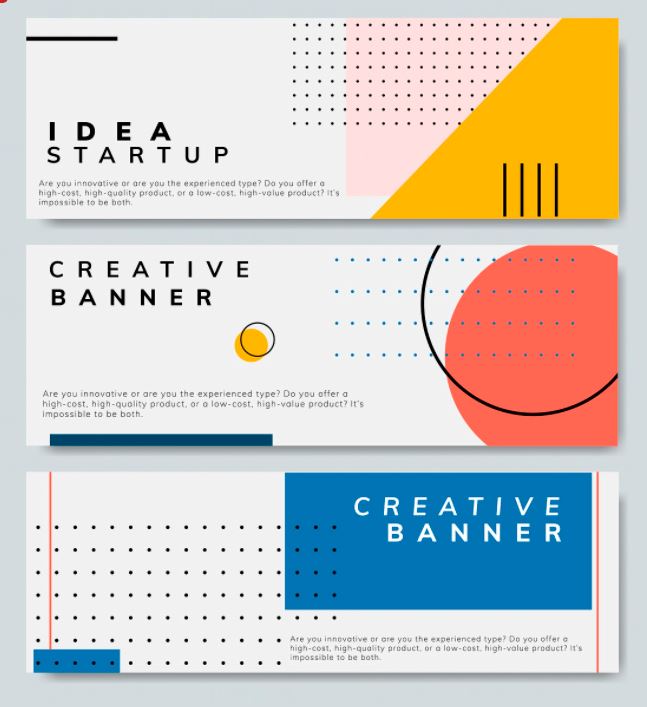 IDEA
STARTUP
Are you innovative or are you the experienced type? Do you offer a
high-cost, high-quality product, or a low-cost, high-value product? It's
impossible to be both.
CREATIVE
BANNER
Are you innovative or are you the experienced type? Do you offer a
high-cost, high-quality product, or a low-cost, high-value product? It's
impossible to be both.
CREATIVE
BANNER
Are you innovative or are you the experienced type? Do you offer a
high-cost, high-quality product, or a low-cost, high-value product? It's
impossible to be both.